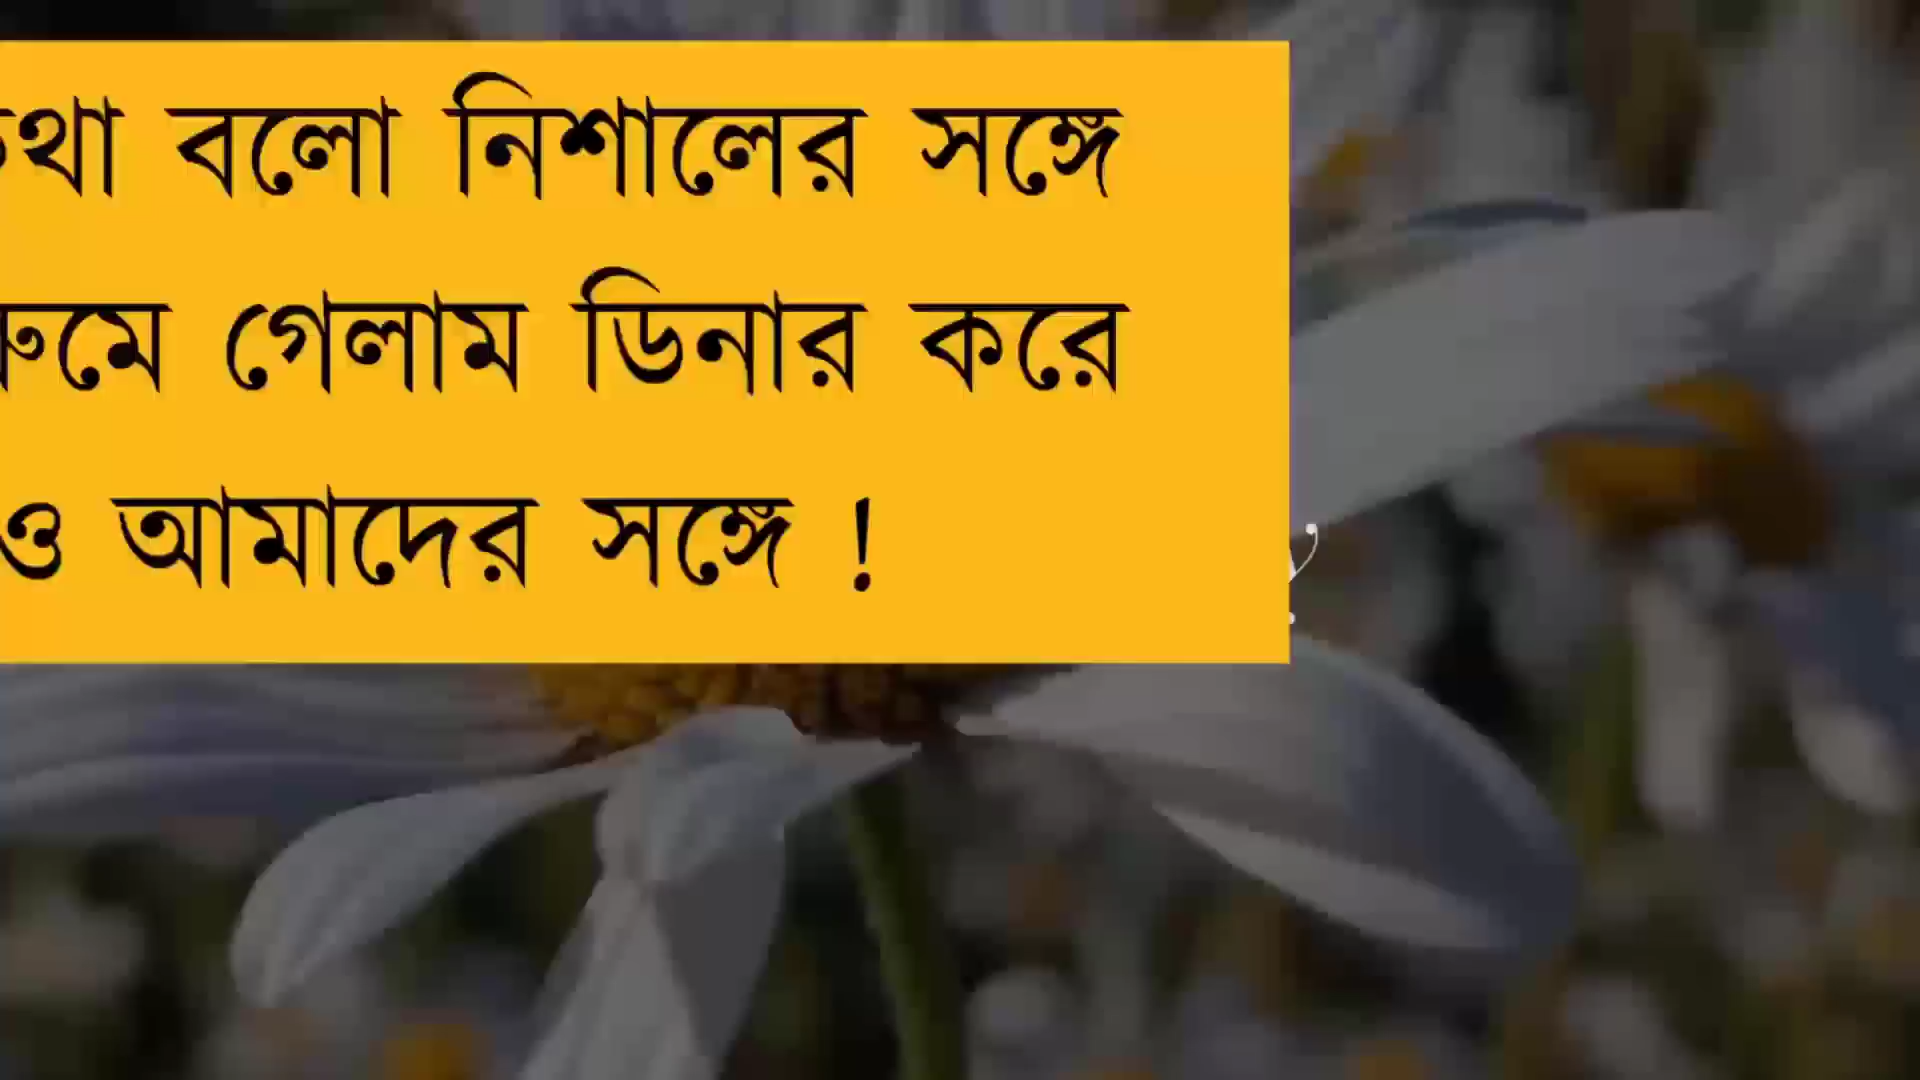 বলো নিশালের সঙ্গে
গেলাম ডিনার করে
আমাদের সঙ্গে !